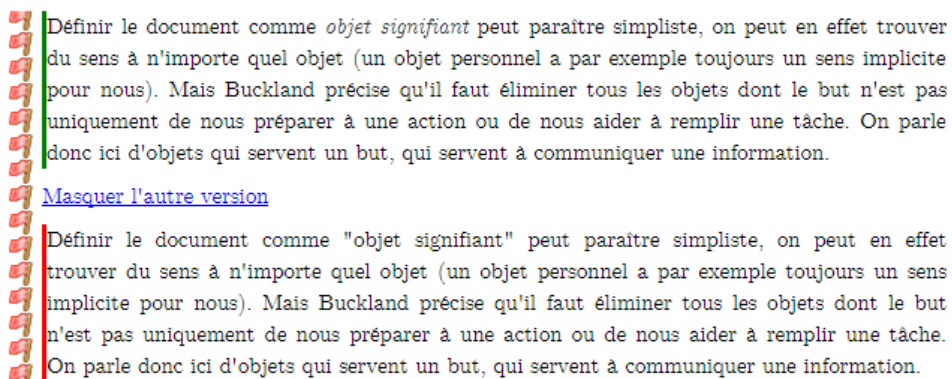 Définir le document comme objet signifiant peut paraître simpliste, on peut en effet trouver
du sens à n'importe quel objet (un objet personnel a par exemple toujours un sens implicite
pour nous). Mais Buckland précise qu'il faut éliminer tous les objets dont le but n'est pas
uniquement de nous préparer à une action ou de nous aider à remplir une tâche. On parle
donc ici d'objets qui servent un but, qui servent à communiquer une information.
Masquer l'autre version
Définir le document comme "objet signifiant" peut paraître simpliste, on peut en effet
trouver du sens à n'importe quel objet (un objet personnel a par exemple toujours un sens
implicite pour nous). Mais Buckland précise qu'il faut éliminer tous les objets dont le but
n'est pas uniquement de nous préparer à une action ou de nous aider à remplir une tâche.
On parle donc ici d'objets qui servent un but, qui servent à communiquer une information.